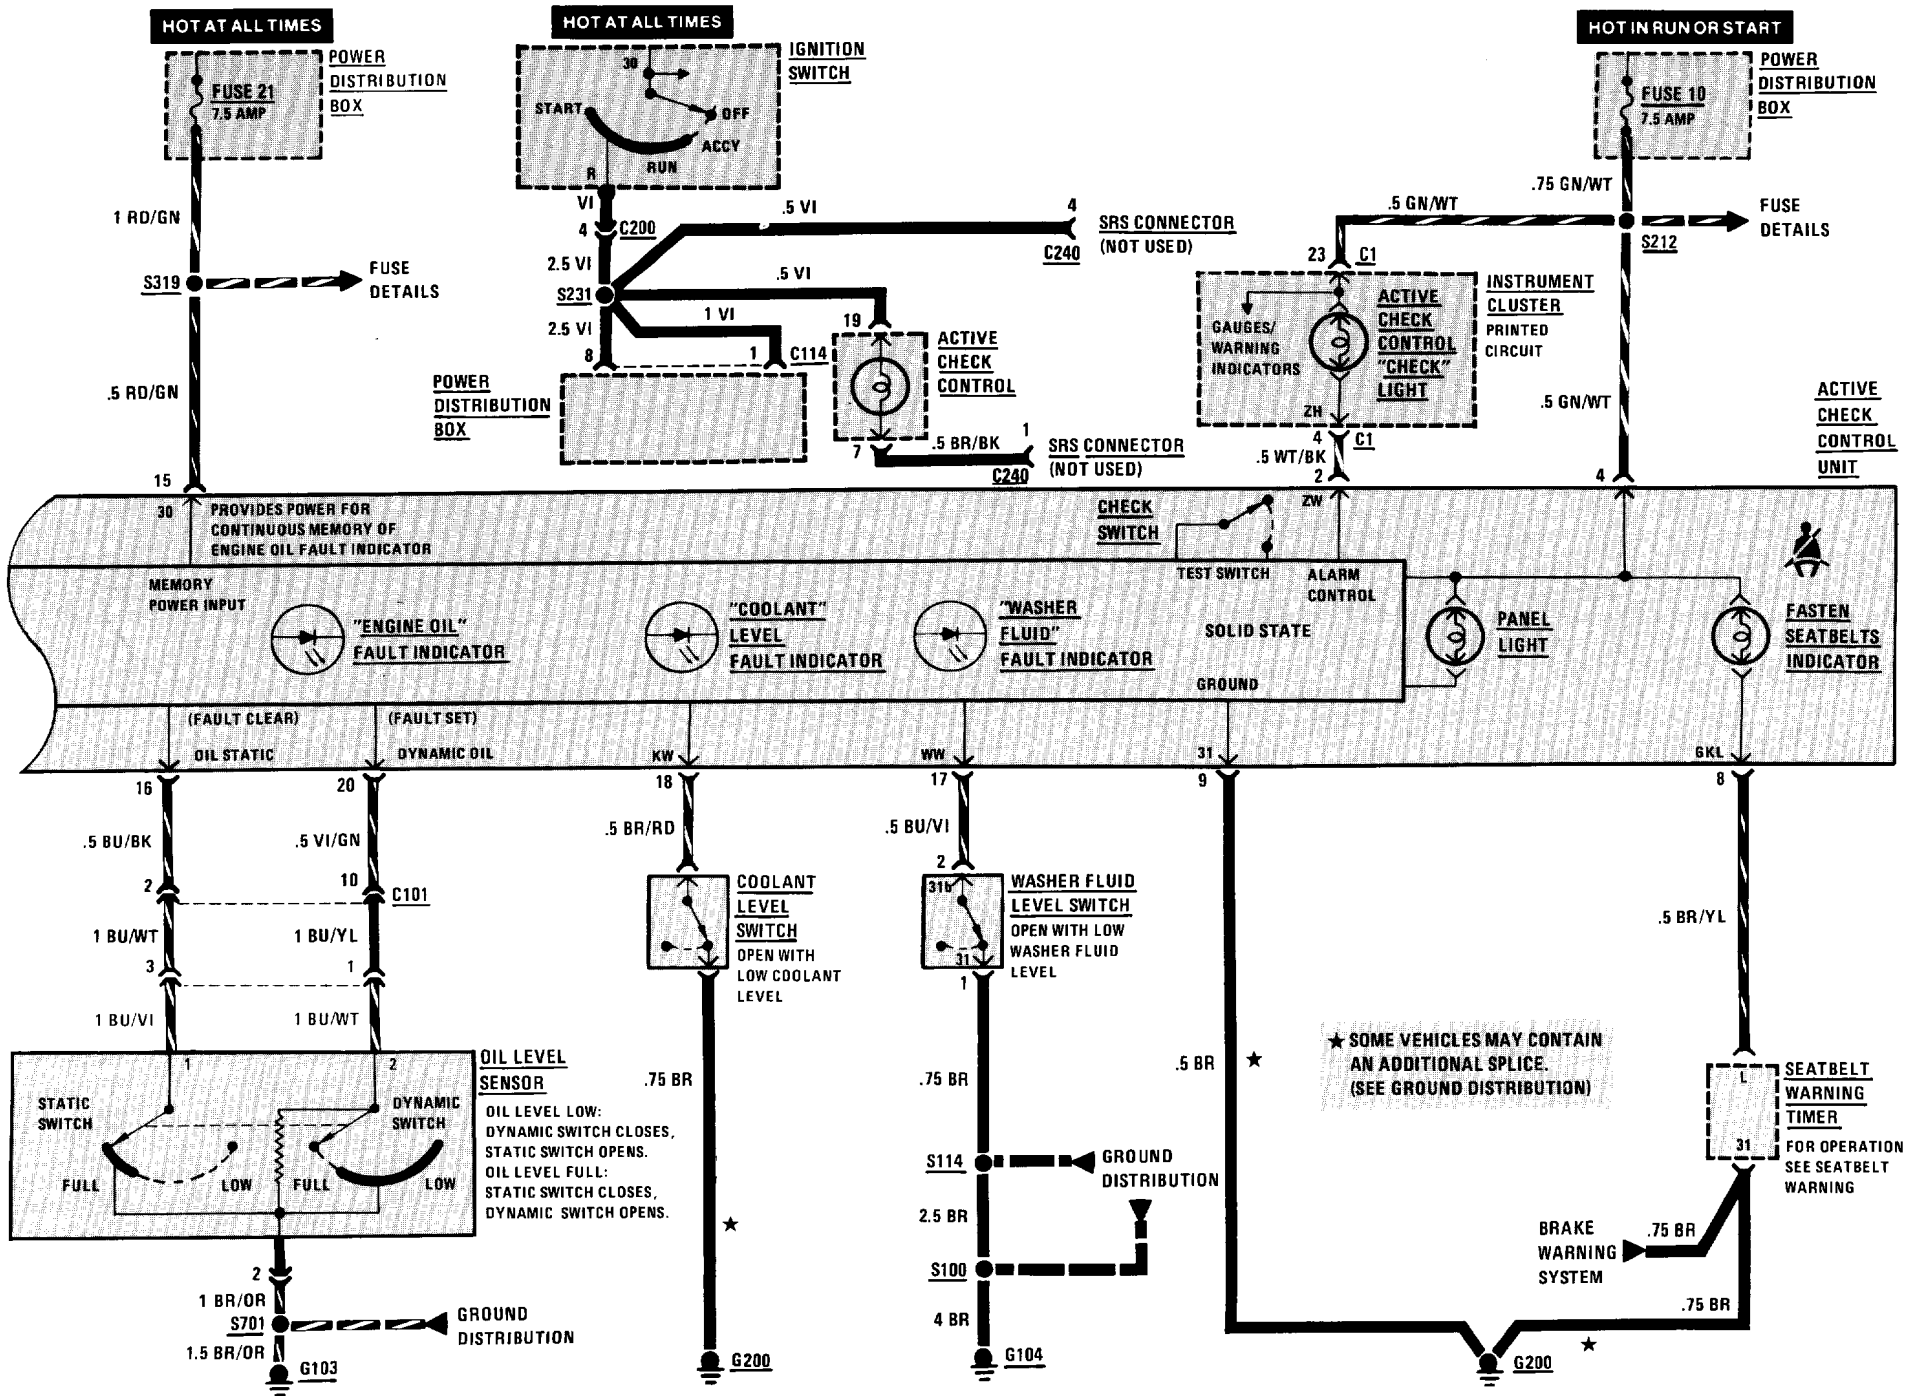 HOT AT ALL TIMES
HOT AT ALL TIMES
HOT IN RUN OR START
FUSE 21
7.5 AMP
POWER
DISTRIBUTION
BOX
30
START
OFF
ACCY
RUN
R
IGNITION
SWITCH
FUSE 10
7.5 AMP
POWER
DISTRIBUTION
BOX
1 RD/GN
S319
FUSE
DETAILS
.5 RD/GN
15
VI
4
C200
2.5 VI
S231
2.5 VI
8
.5 VI
4
C240
SRS CONNECTOR
(NOT USED)
.5 VI
1 VI
1
C114
POWER
DISTRIBUTION
BOX
19
ACTIVE
CHECK
CONTROL
7
.5 BR/BK
1
C240
SRS CONNECTOR
(NOT USED)
.75 GN/WT
.5 GN/WT
S212
FUSE
DETAILS
23
C1
GAUGES/
WARNING
INDICATORS
ACTIVE
CHECK
CONTROL
"CHECK"
LIGHT
INSTRUMENT
CLUSTER
PRINTED
CIRCUIT
ZH
4
C1
.5 WT/BK
2
.5 GN/WT
4
ACTIVE
CHECK
CONTROL
UNIT
30
PROVIDES POWER FOR
CONTINUOUS MEMORY OF
ENGINE OIL FAULT INDICATOR
CHECK
SWITCH
ZW
MEMORY
POWER INPUT
TEST SWITCH
ALARM
CONTROL
"ENGINE OIL"
FAULT INDICATOR
"COOLANT"
LEVEL
FAULT INDICATOR
"WASHER
FLUID"
FAULT INDICATOR
SOLID STATE
GROUND
PANEL
LIGHT
FASTEN
SEATBELTS
INDICATOR
(FAULT CLEAR)
OIL STATIC
(FAULT SET)
DYNAMIC OIL
KW
WW
31
GKL
16
20
18
17
9
8
.5 BU/BK
.5 VI/GN
2
10
C101
1 BU/WT
1 BU/YL
3
1
1 BU/VI
1 BU/WT
.5 BR/RD
COOLANT
LEVEL
SWITCH
OPEN WITH
LOW COOLANT
LEVEL
.5 BU/VI
2
31b
31
WASHER FLUID
LEVEL SWITCH
OPEN WITH LOW
WASHER FLUID
LEVEL
1
.5 BR/YL
1
2
STATIC
SWITCH
DYNAMIC
SWITCH
FULL
LOW
FULL
LOW
OIL LEVEL
SENSOR
OIL LEVEL LOW:
DYNAMIC SWITCH CLOSES,
STATIC SWITCH OPENS.
OIL LEVEL FULL:
STATIC SWITCH CLOSES,
DYNAMIC SWITCH OPENS.
.75 BR
★
.75 BR
.5 BR
★
★ SOME VEHICLES MAY CONTAIN
AN ADDITIONAL SPLICE.
(SEE GROUND DISTRIBUTION)
L
31
SEATBELT
WARNING
TIMER
FOR OPERATION
SEE SEATBELT
WARNING
S114
GROUND
DISTRIBUTION
2.5 BR
S100
4 BR
BRAKE
WARNING
SYSTEM
.75 BR
.75 BR
★
2
1 BR/OR
S701
GROUND
DISTRIBUTION
1.5 BR/OR
G103
G200
G104
G200